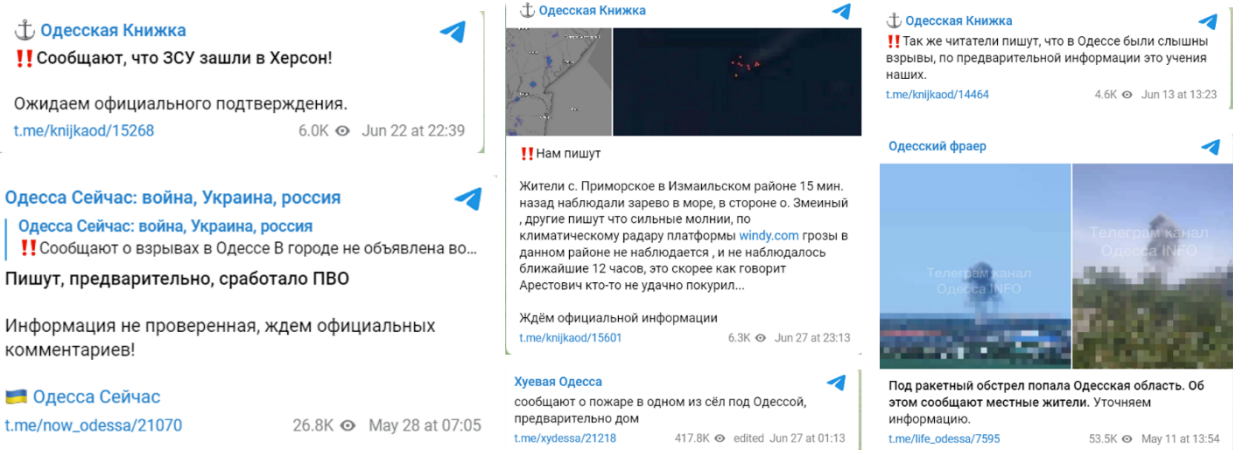 Одесская Книжка
‼️Сообщают, что ЗСУ зашли в Херсон!
Ожидаем официального подтверждения.
t.me/knijkaod/15268 6.0K Jun 22 at 22:39
Одесса Сейчас: война, Украина, россия
Одесса Сейчас: война, Украина, россия
‼️Сообщают о взрывах в Одессе В городе не объявлена во...
Пишут, предварительно, сработало ПВО
Информация не проверенная, ждем официальных
комментариев!
🇺🇦 Одесса Сейчас
t.me/now_odessa/21070 26.8K May 28 at 07:05
Одесская Книжка
‼️Нам пишут
Жители с. Приморское в Измаильском районе 15 мин.
назад наблюдали зарево в море, в стороне о. Змеиный
, другие пишут что сильные молнии, по
климатическому радару платформы windy.com грозы в
данном районе не наблюдается , и не наблюдалось
ближайшие 12 часов, это скорее как говорит
Арестович кто-то не удачно покурил...
Ждём официальной информации
t.me/knijkaod/15601 6.3K Jun 27 at 23:13
Хуевая Одесса
сообщают о пожаре в одном из сёл под Одессой,
предварительно дом
t.me/xydessa/21218 417.8K edited Jun 27 at 01:13
Одесская Книжка
‼️Так же читатели пишут, что в Одессе были слышны
взрывы, по предварительной информации это учения
наших.
t.me/knijkaod/14464 4.6K Jun 13 at 13:23
Одесский фраер
Телеграм канал
Одесса INFO
Телеграм канал
Одесса INFO
Под ракетный обстрел попала Одесская область. Об
этом сообщают местные жители. Уточняем
информацию.
t.me/life_odessa/7595 53.5K May 11 at 13:54